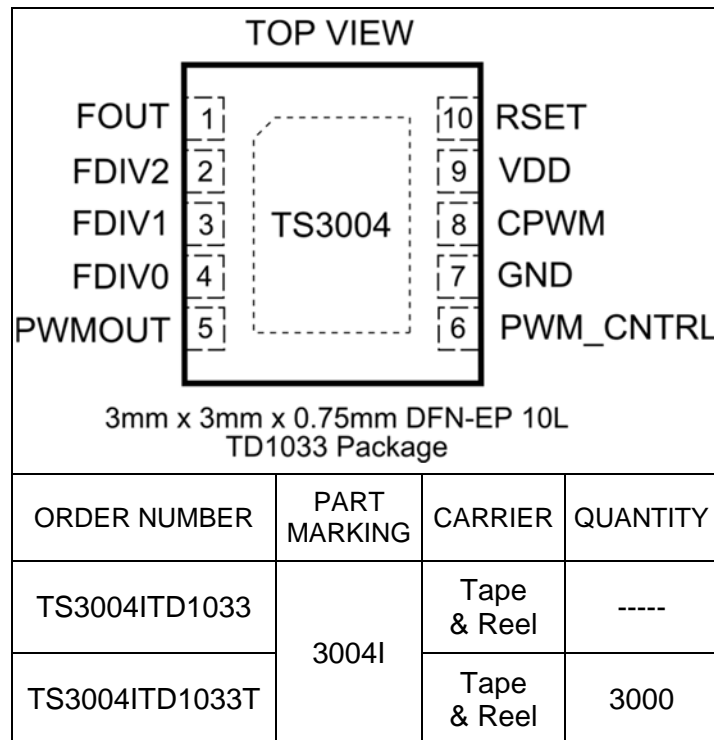 TOP VIEW
FOUT 1 10 RSET
FDIV2 2 9 VDD
FDIV1 3 TS3004 8 CPWM
FDIV0 4 7 GND
PWMOUT 5 6 PWM_CNTRL
3mm x 3mm x 0.75mm DFN-EP 10L
TD1033 Package
ORDER NUMBER PART MARKING CARRIER QUANTITY
TS3004ITD1033 3004I Tape & Reel -----
TS3004ITD1033T Tape & Reel 3000